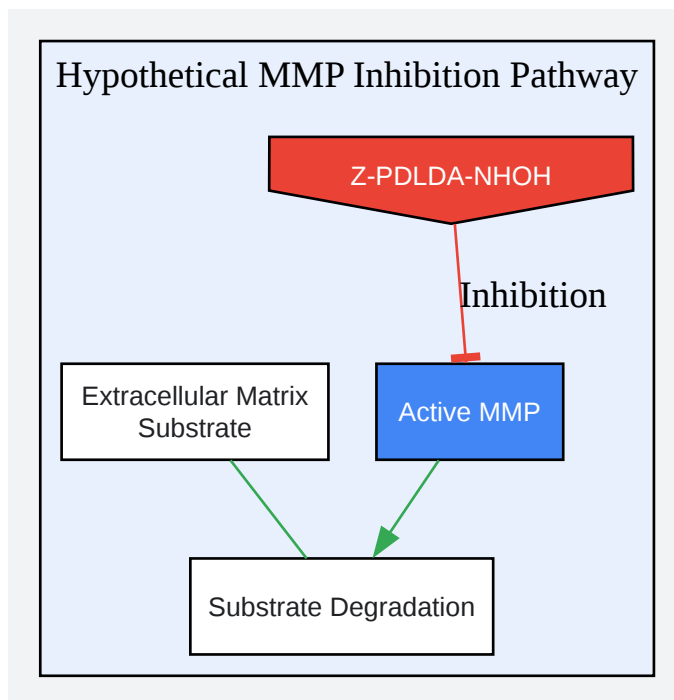 Hypothetical MMP Inhibition Pathway
Z-PDLDA-NHOH
Inhibition
Extracellular Matrix
Substrate
Active MMP
Substrate Degradation